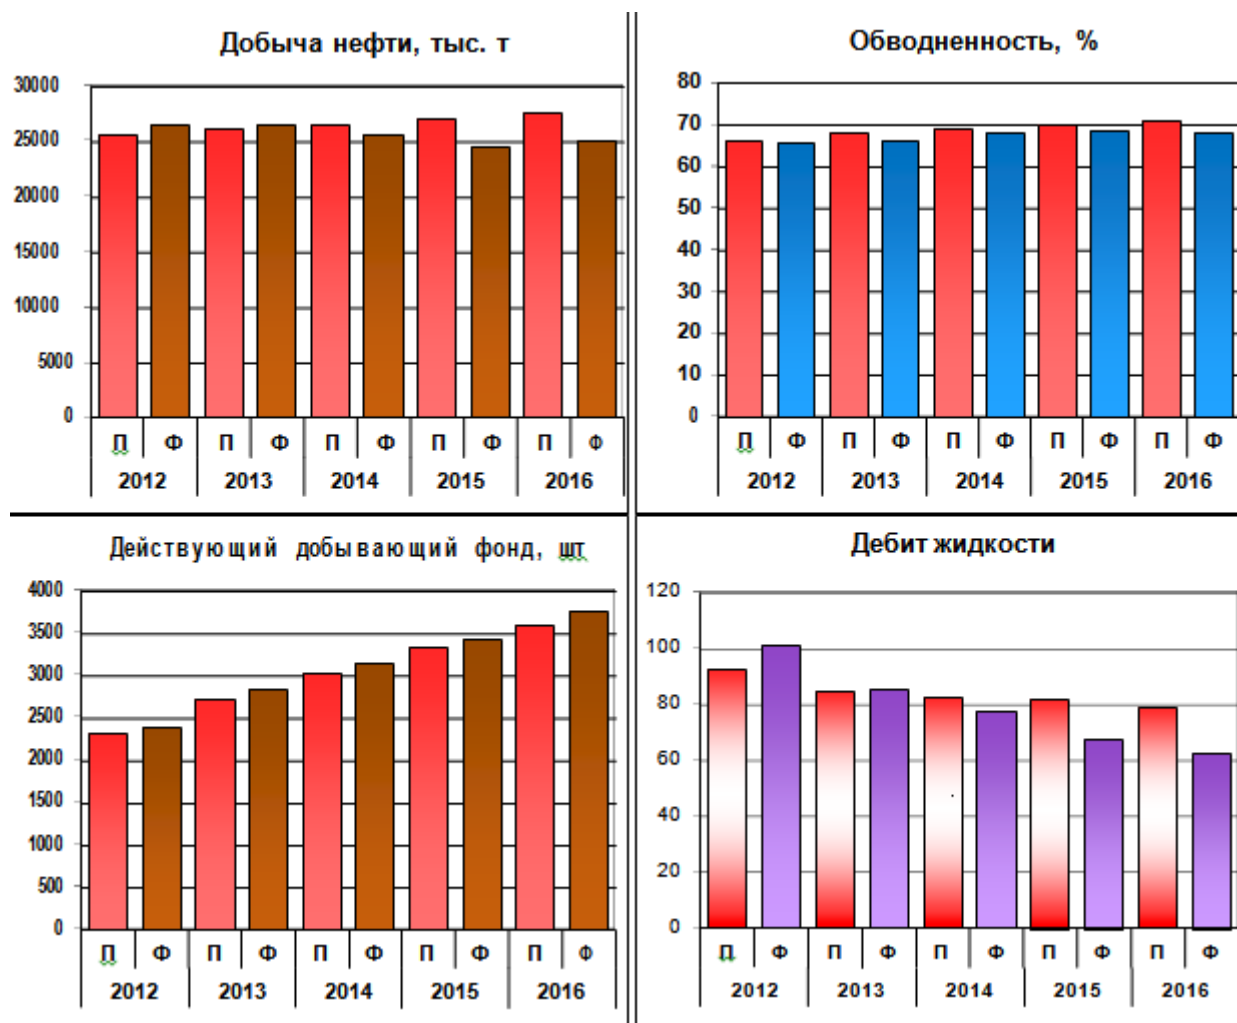 Добыча нефти, тыс. т
30000
25000
20000
15000
10000
5000
0
П Ф П Ф П Ф П Ф П Ф
2012 2013 2014 2015 2016
Обводненность, %
80
70
60
50
40
30
20
10
0
П Ф П Ф П Ф П Ф П Ф
2012 2013 2014 2015 2016
Действующий добывающий фонд, шт
4000
3500
3000
2500
2000
1500
1000
500
0
П Ф П Ф П Ф П Ф П Ф
2012 2013 2014 2015 2016
Дебит жидкости
120
100
80
60
40
20
0
П Ф П Ф П Ф П Ф П Ф
2012 2013 2014 2015 2016